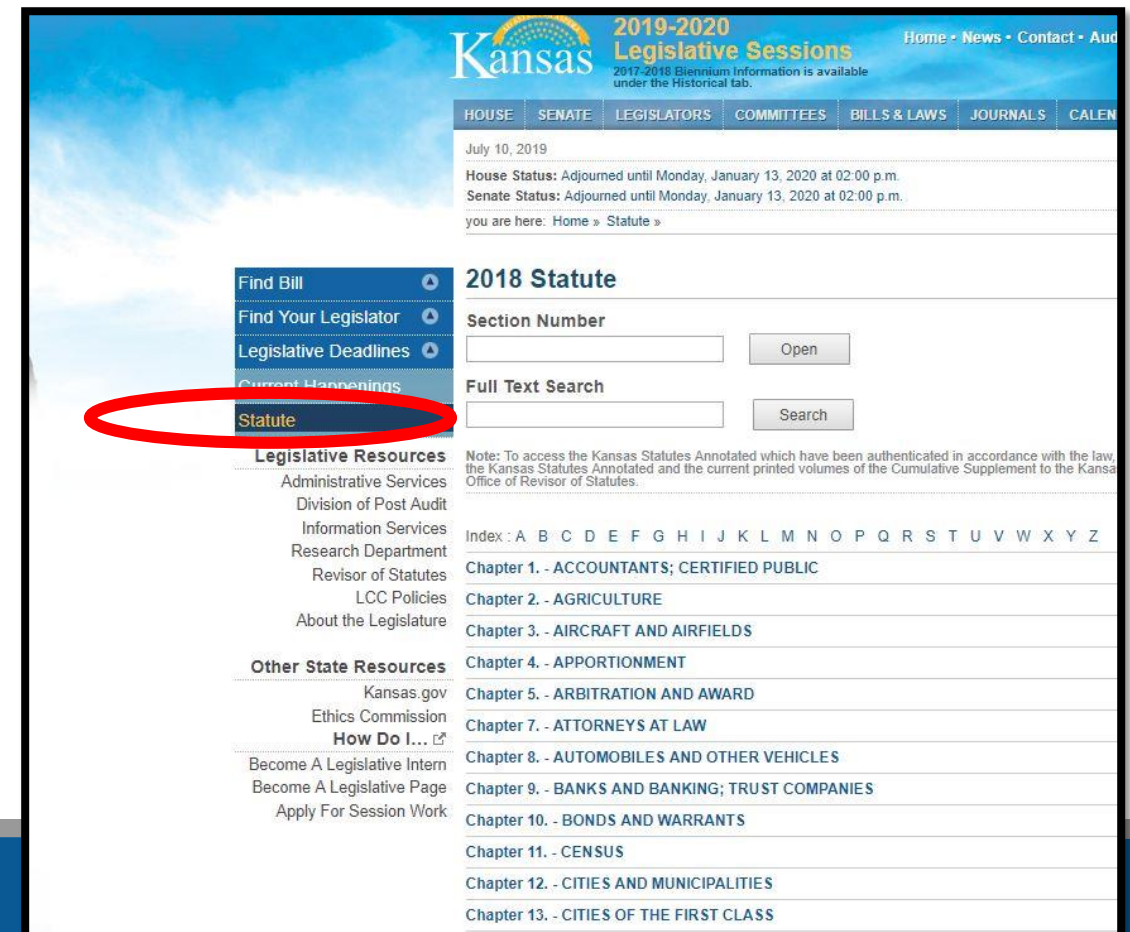 Kansas
2019-2020
Legislative Sessions
2017-2018 Biennium Information is available
under the Historical tab.
Home • News • Contact •
HOUSE SENATE LEGISLATORS COMMITTEES BILLS & LAWS JOURNALS
July 10, 2019
House Status: Adjourned until Monday, January 13, 2020 at 02:00 p.m.
Senate Status: Adjourned until Monday, January 13, 2020 at 02:00 p.m.
you are here: Home » Statute »
Find Bill
Find Your Legislator
Legislative Deadlines
Current Happenings
Statute
Legislative Resources
Administrative Services
Division of Post Audit
Information Services
Research Department
Revisor of Statutes
LCC Policies
About the Legislature
Other State Resources
Kansas.gov
Ethics Commission
How Do I...
Become A Legislative Intern
Become A Legislative Page
Apply For Session Work
2018 Statute
Section Number
Open
Full Text Search
Search
Note: To access the Kansas Statutes Annotated which have been authenticated in accordance with the law,
the Kansas Statutes Annotated and the current printed volumes of the Cumulative Supplement to the
Office of Revisor of Statutes.
Index : A B C D E F G H I J K L M N O P Q R S T U V W X Y Z
Chapter 1. - ACCOUNTANTS; CERTIFIED PUBLIC
Chapter 2. - AGRICULTURE
Chapter 3. - AIRCRAFT AND AIRFIELDS
Chapter 4. - APPORTIONMENT
Chapter 5. - ARBITRATION AND AWARD
Chapter 7. - ATTORNEYS AT LAW
Chapter 8. - AUTOMOBILES AND OTHER VEHICLES
Chapter 9. - BANKS AND BANKING; TRUST COMPANIES
Chapter 10. - BONDS AND WARRANTS
Chapter 11. - CENSUS
Chapter 12. - CITIES AND MUNICIPALITIES
Chapter 13. - CITIES OF THE FIRST CLASS